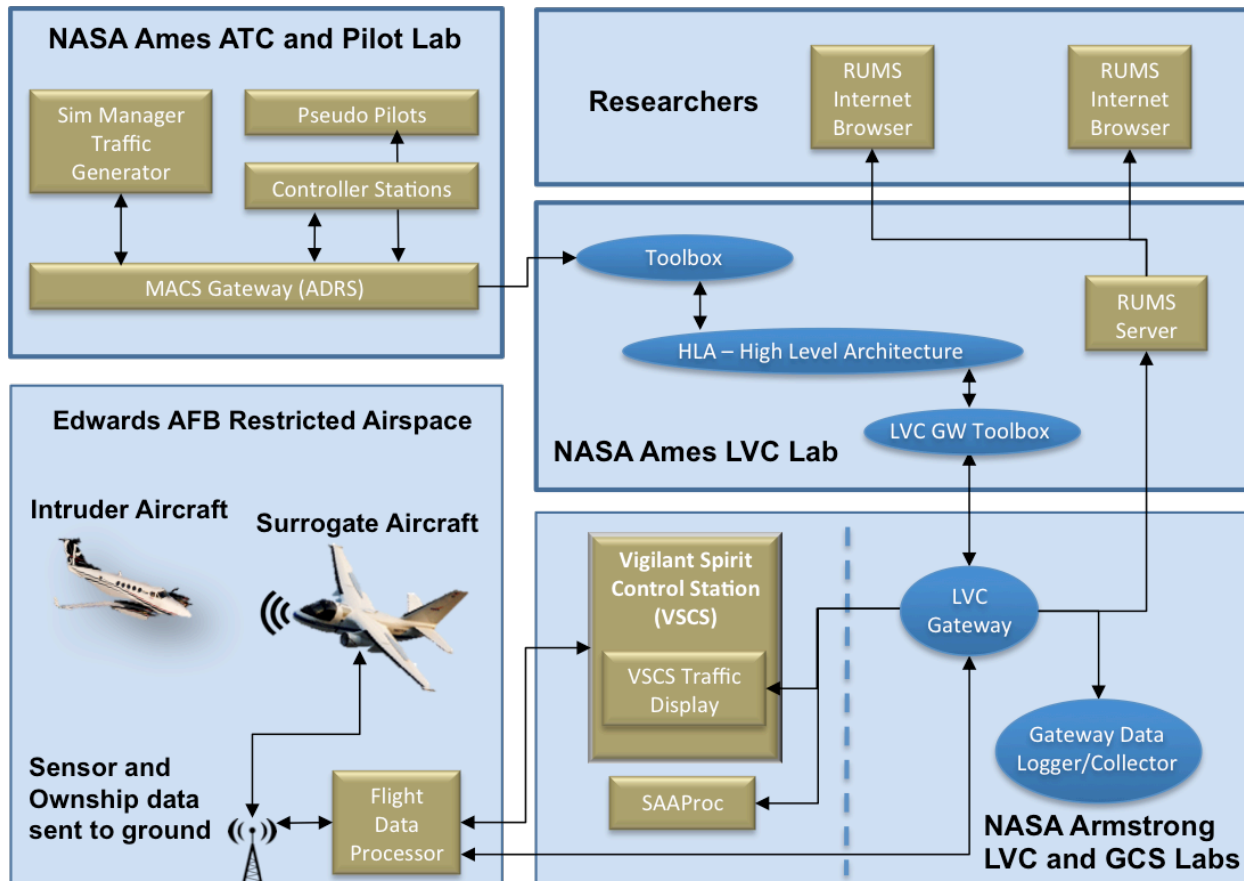 NASA Ames ATC and Pilot Lab
Sim Manager
Traffic
Generator
Pseudo Pilots
Controller Stations
MACS Gateway (ADRS)
Researchers
RUMS
Internet
Browser
RUMS
Internet
Browser
Toolbox
HLA – High Level Architecture
LVC GW Toolbox
RUMS
Server
NASA Ames LVC Lab
Edwards AFB Restricted Airspace
Intruder Aircraft
Surrogate Aircraft
Sensor and
Ownship data
sent to ground
Flight
Data
Processor
Vigilant Spirit
Control Station
(VSCS)
VSCS Traffic
Display
SAAProc
LVC
Gateway
Gateway Data
Logger/Collector
NASA Armstrong
LVC and GCS Labs